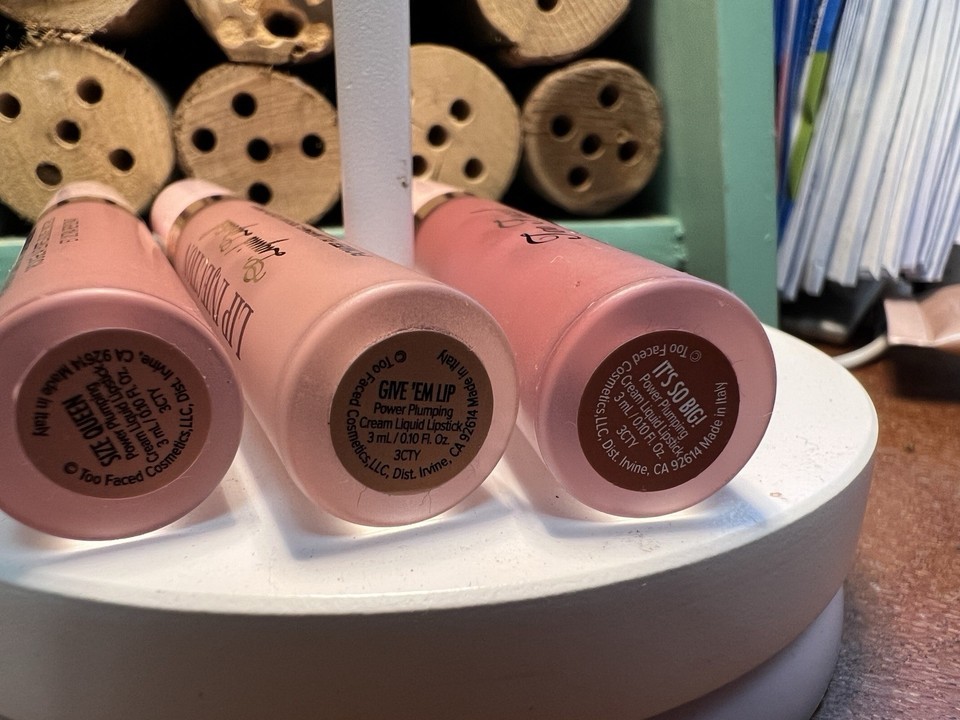 SIZE QUEEN
Power Plumping
Cream Liquid Lipstick
3 mL / 0.10 Fl. Oz.
3CTY
© Too Faced Cosmetics,LLC, Dist. Irvine, CA 92614 Made in Italy
GIVE 'EM LIP
Power Plumping
Cream Liquid Lipstick
3 mL / 0.10 Fl. Oz.
3CTY
© Too Faced Cosmetics,LLC, Dist. Irvine, CA 92614 Made in Italy
IT'S SO BIG!
Power Plumping
Cream Liquid Lipstick
3 mL / 0.10 Fl. Oz.
3CTY
© Too Faced Cosmetics,LLC, Dist. Irvine, CA 92614 Made in Italy
LIP